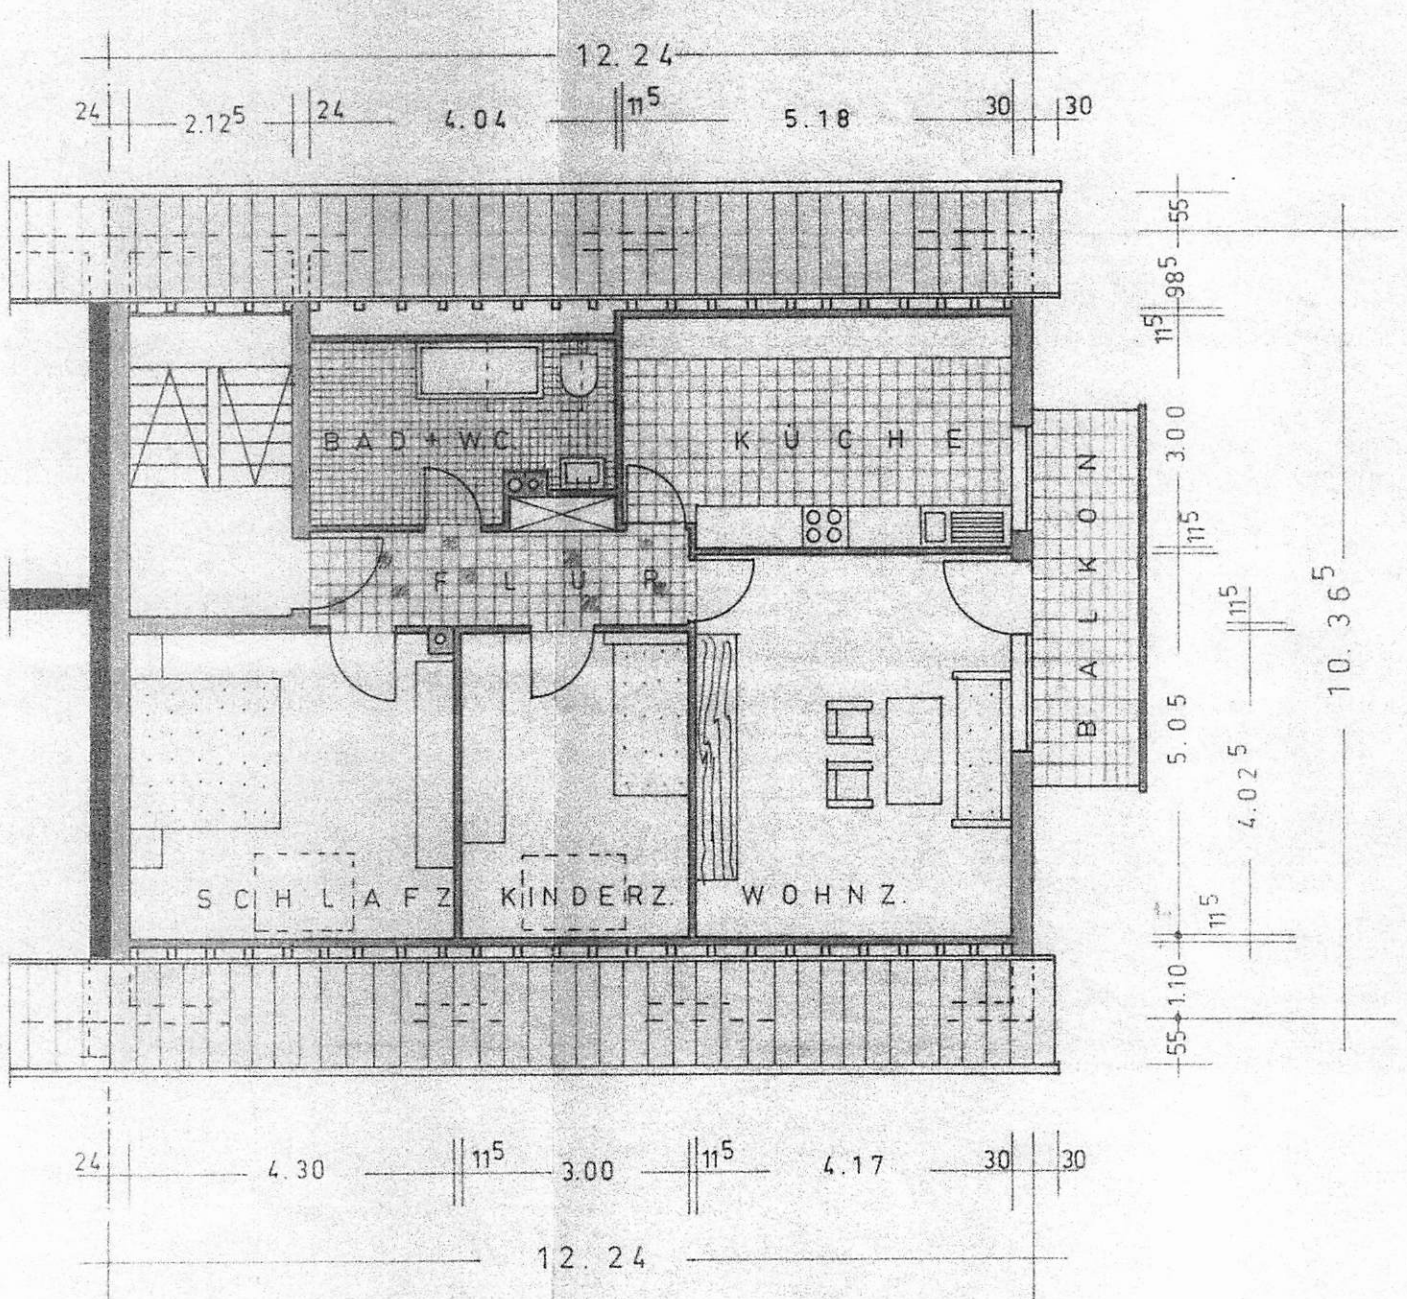 12.24
24 2.12⁵ 24 4.04 11⁵ 5.18 30 30
55
98⁵
11⁵
3.00
11⁵
5.05
1.10
55
11⁵
4.02⁵
11⁵
10.36⁵
BAD + WC
KÜCHE
BALKON
FLUR
SCHLAFZ KINDERZ. WOHNZ.
24 4.30 11⁵ 3.00 11⁵ 4.17 30 30
12.24